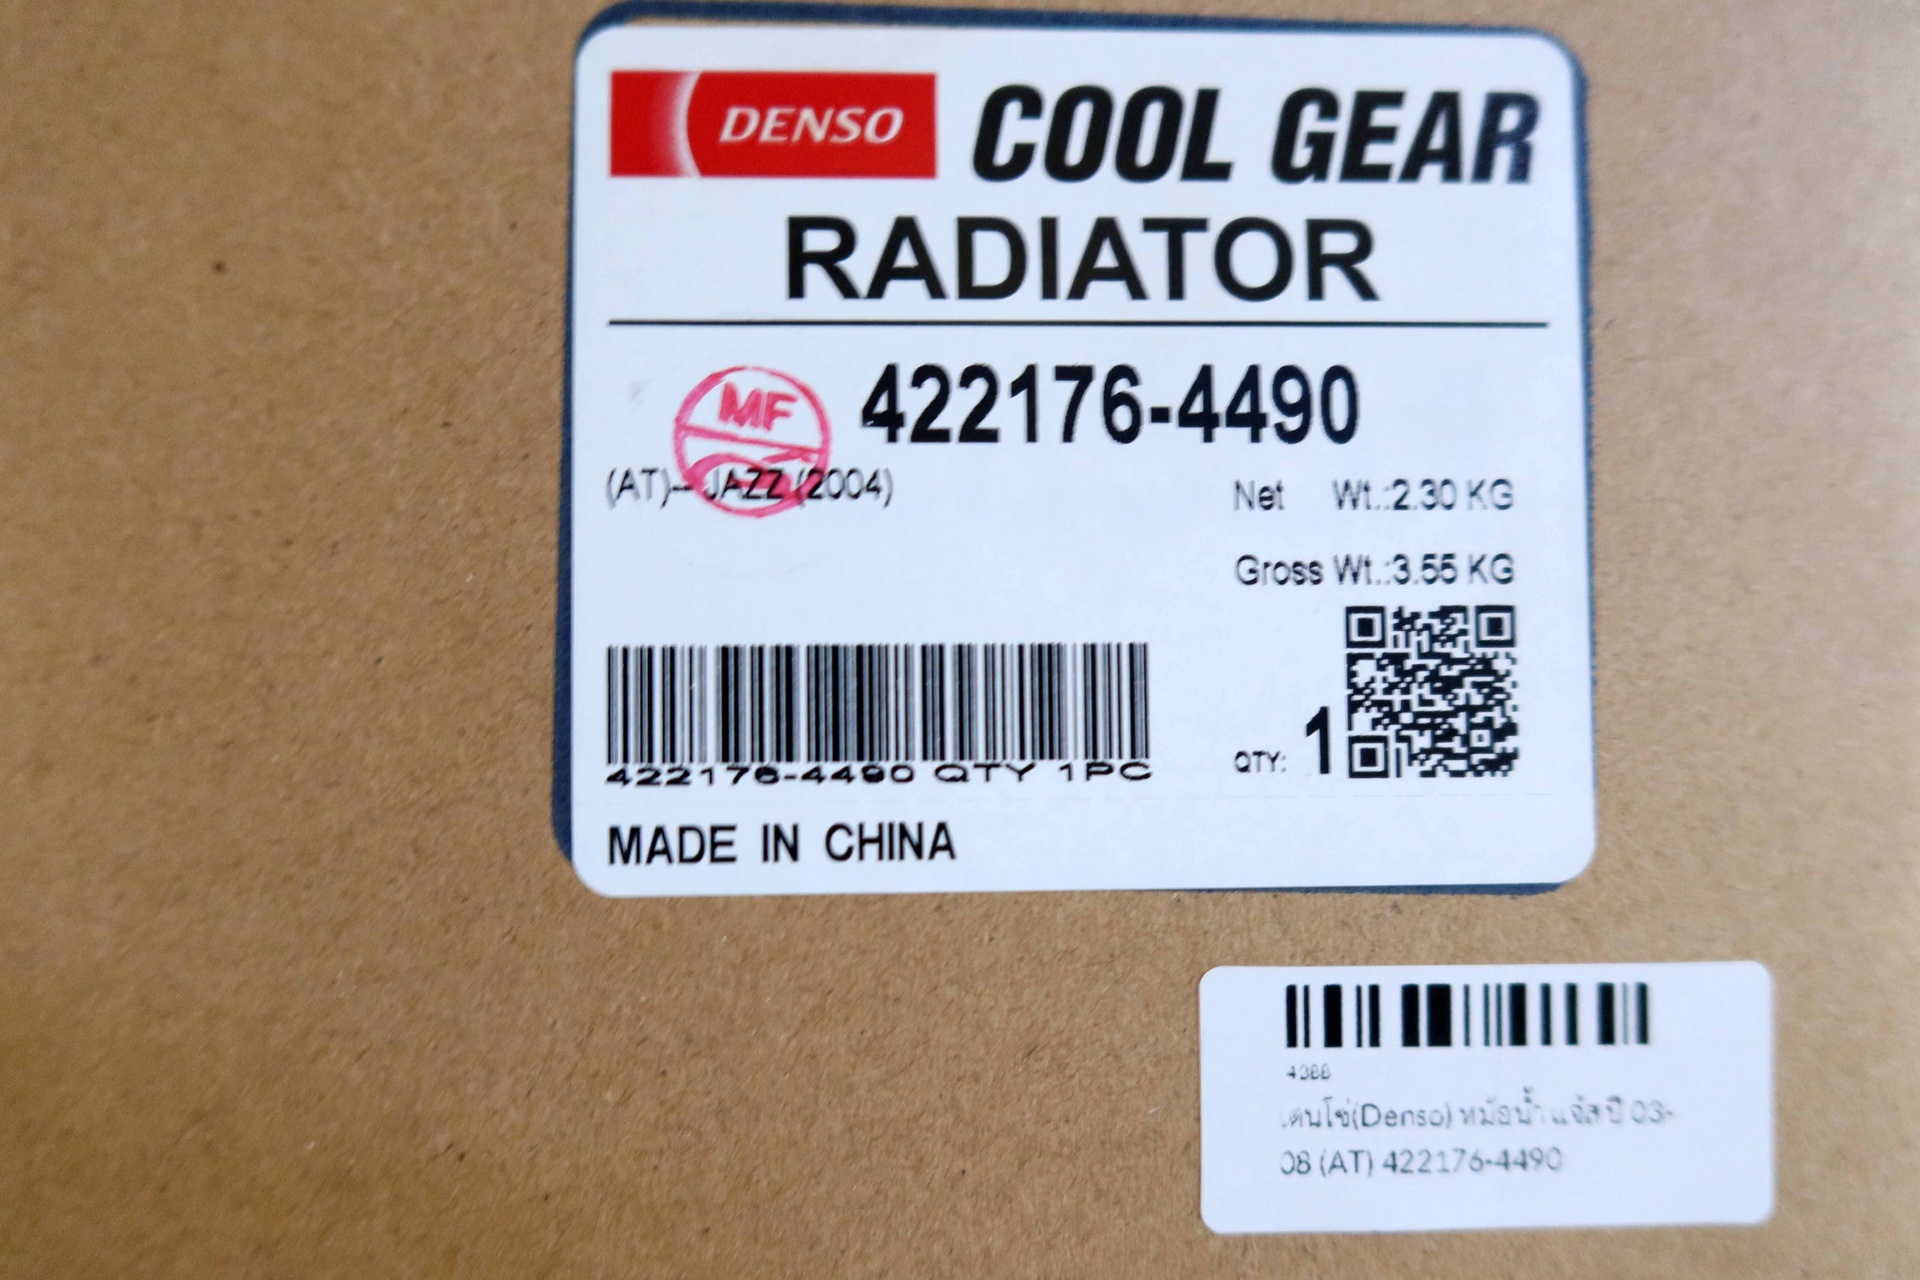 DENSO COOL GEAR
RADIATOR
MF
422176-4490
(AT)-- JAZZ (2004)
Net Wt.:2.30 KG
Gross Wt.:3.55 KG
422176-4490 QTY 1PC
QTY: 1
MADE IN CHINA
4388
เดนโซ่(Denso) หม้อน้ำ แจ๊ส ปี 03-
08 (AT) 422176-4490